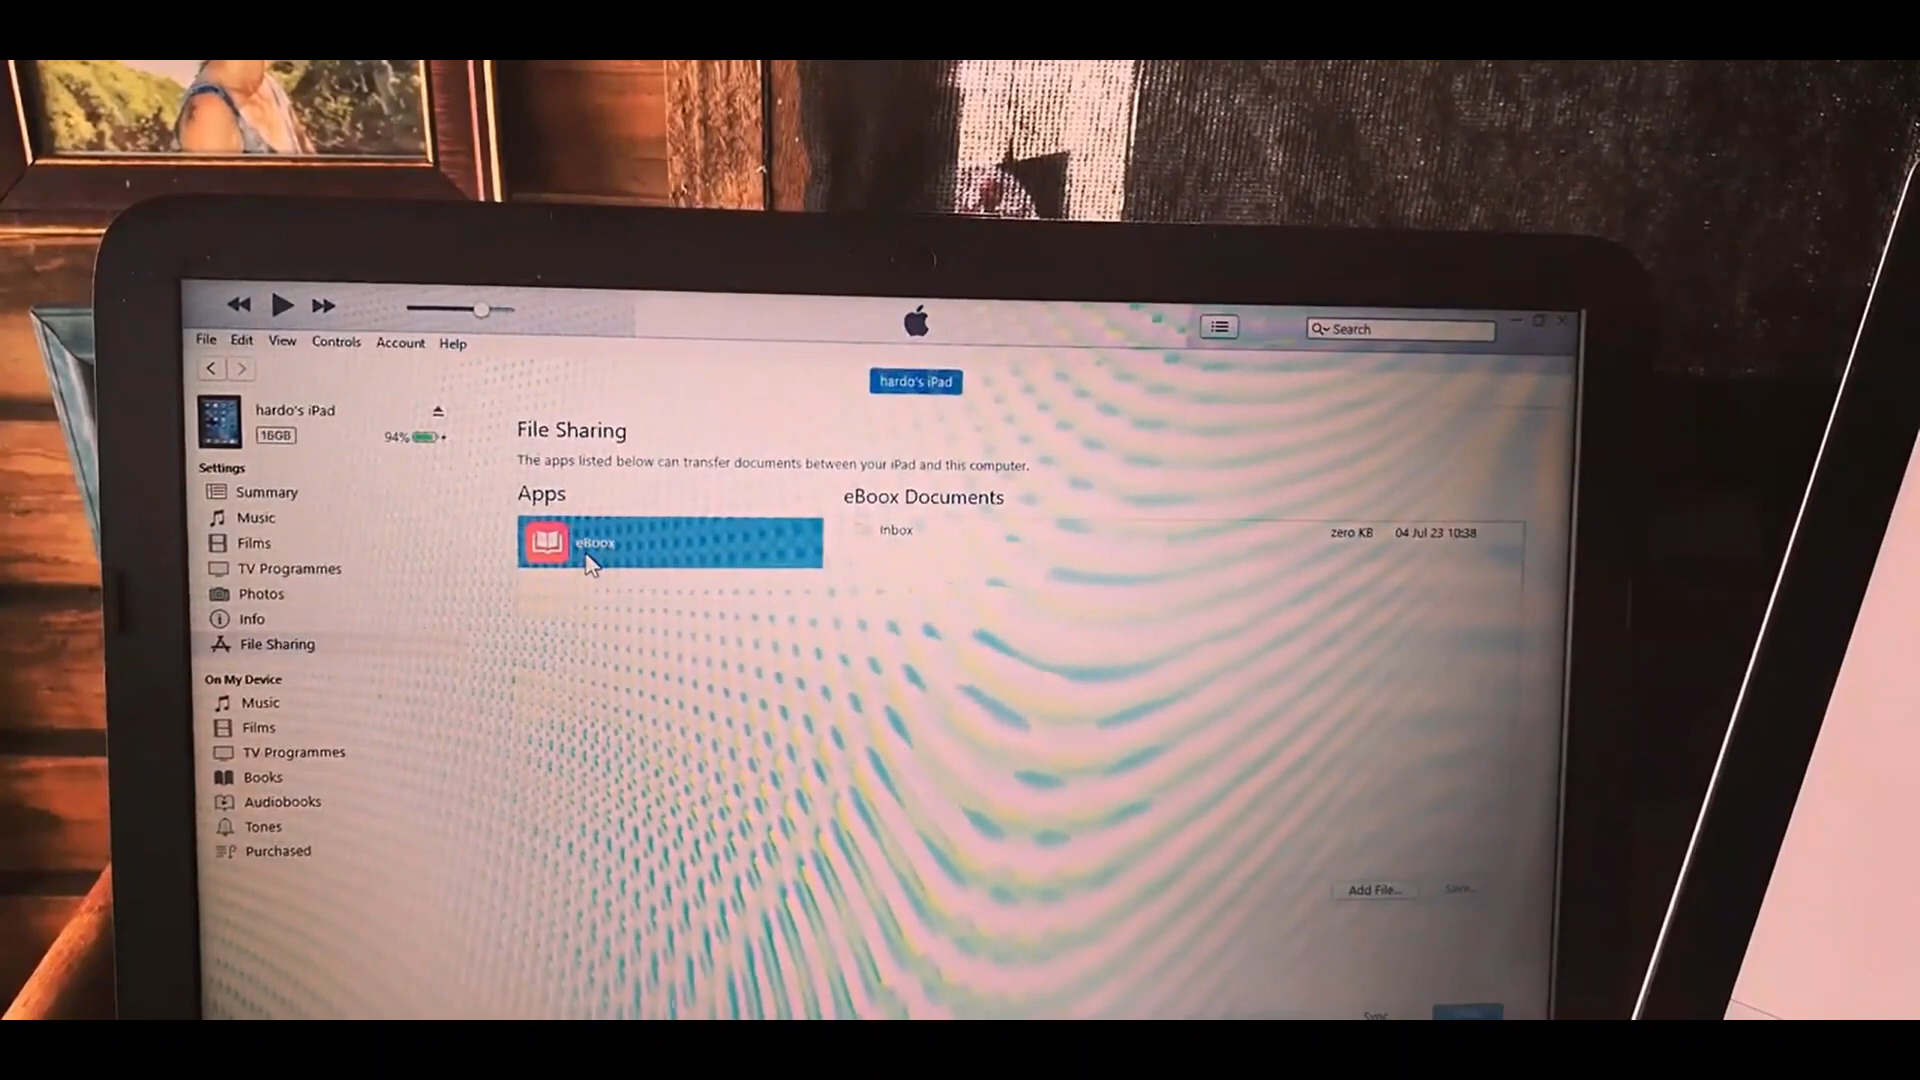 File Edit View Controls Account Help
Search
hardo's iPad
hardo's iPad
16GB
94%
Settings
Summary
Music
Films
TV Programmes
Photos
Info
File Sharing
On My Device
Music
Films
TV Programmes
Books
Audiobooks
Tones
Purchased
File Sharing
The apps listed below can transfer documents between your iPad and this computer.
Apps
eBoox
eBoox Documents
Inbox zero KB 04 Jul 23 10:38
Add File... Save...
Sync